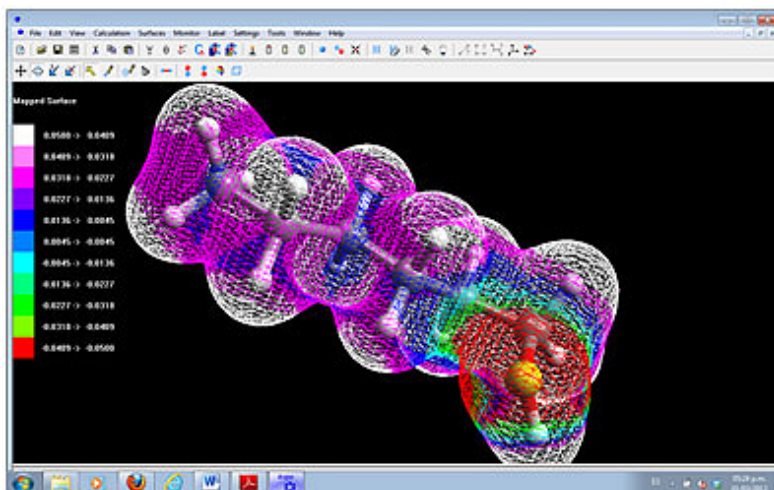 File Edit View Calculation Surfaces Monitor Label Settings Tools Window Help
Mapped Surface
0.0500 -> 0.0409
0.0409 -> 0.0318
0.0318 -> 0.0227
0.0227 -> 0.0136
0.0136 -> 0.0045
0.0045 -> -0.0045
-0.0045 -> -0.0136
-0.0136 -> -0.0227
-0.0227 -> -0.0318
-0.0318 -> -0.0409
-0.0409 -> -0.0500